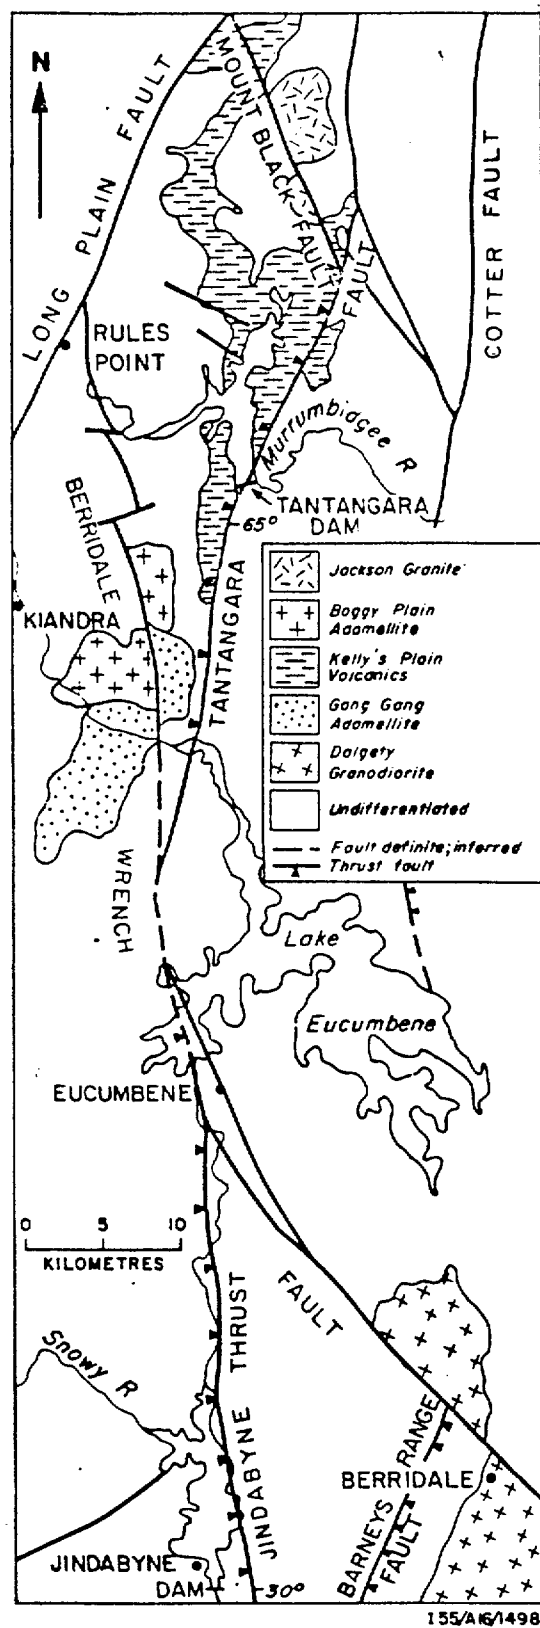 N
LONG PLAIN FAULT
MOUNT BLACK FAULT
FAULT
COTTER FAULT
RULES
POINT
Murrumbidgee R
TANTANGARA
DAM
65°
BERRIDALE
KIANDRA
TANTANGARA
Jackson Granite
Boggy Plain
Adamellite
Kelly's Plain
Volcanics
Gang Gang
Adamellite
Dalgety
Granodiorite
Undifferentiated
Fault definite; inferred
Thrust fault
WRENCH
Lake
Eucumbene
EUCUMBENE
0 5 10
KILOMETRES
FAULT
Snowy R
JINDABYNE THRUST
BARNEYS RANGE
FAULT
BERRIDALE
JINDABYNE
DAM
30°
155/A16/1498